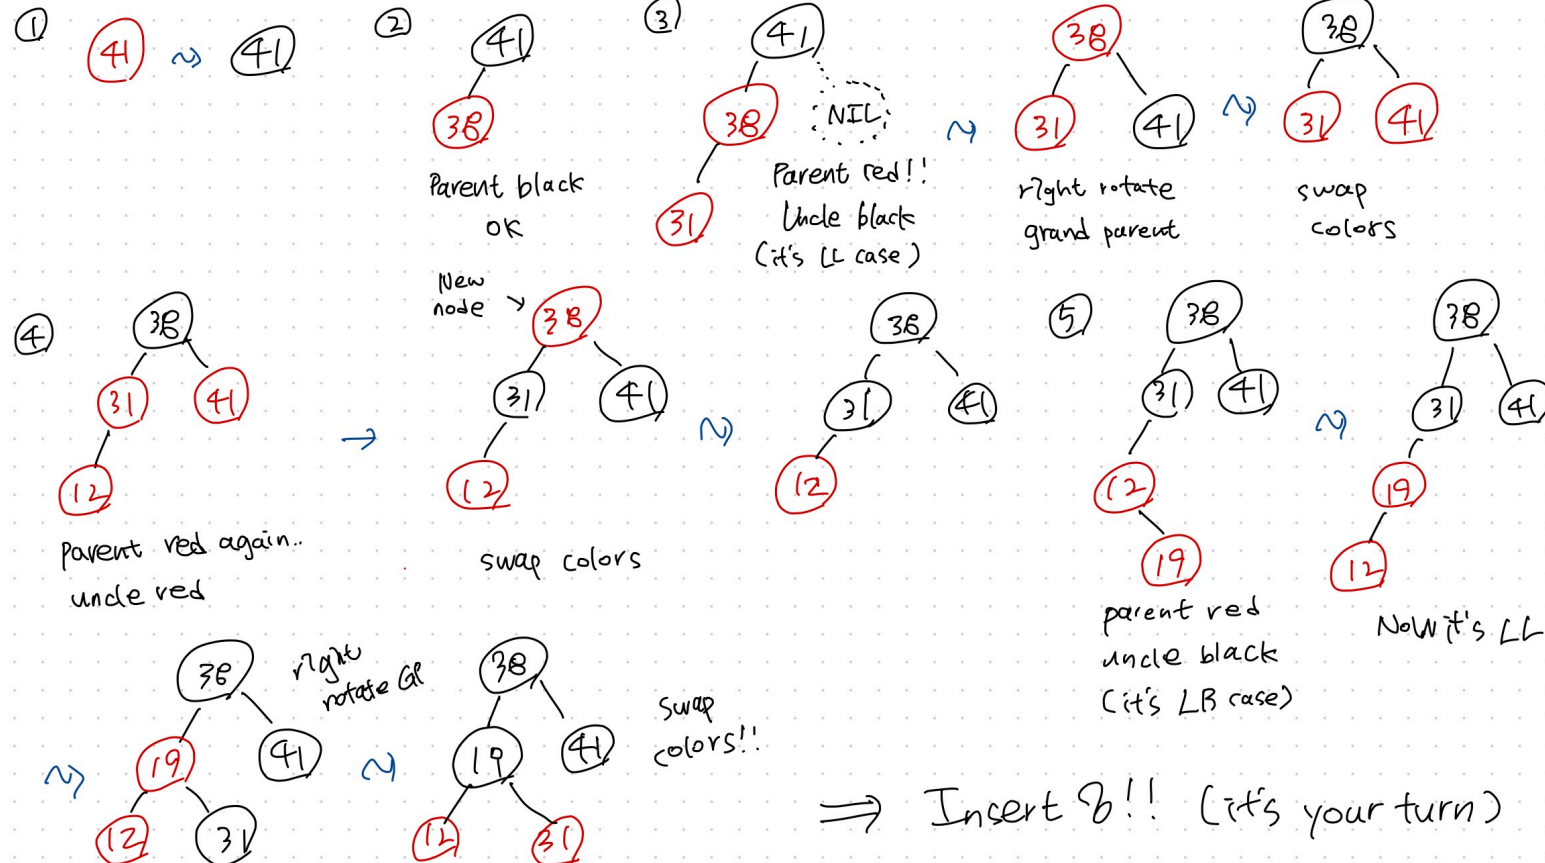 ①
41
41
②
41
38
Parent black
OK
③
41
38
NIL
31
Parent red!!
Uncle black
(it's LL case)
38
31
41
right rotate
grand parent
38
31
41
swap
colors
④
38
31
41
12
parent red again..
uncle red
New
node
38
31
41
12
swap colors
38
31
41
12
⑤
38
31
41
12
19
parent red
uncle black
(it's LR case)
38
31
41
19
12
Now it's LL
38
19
41
12
31
right
rotate GP
38
19
41
12
31
swap
colors!!
⇒ Insert 8!! (it's your turn)